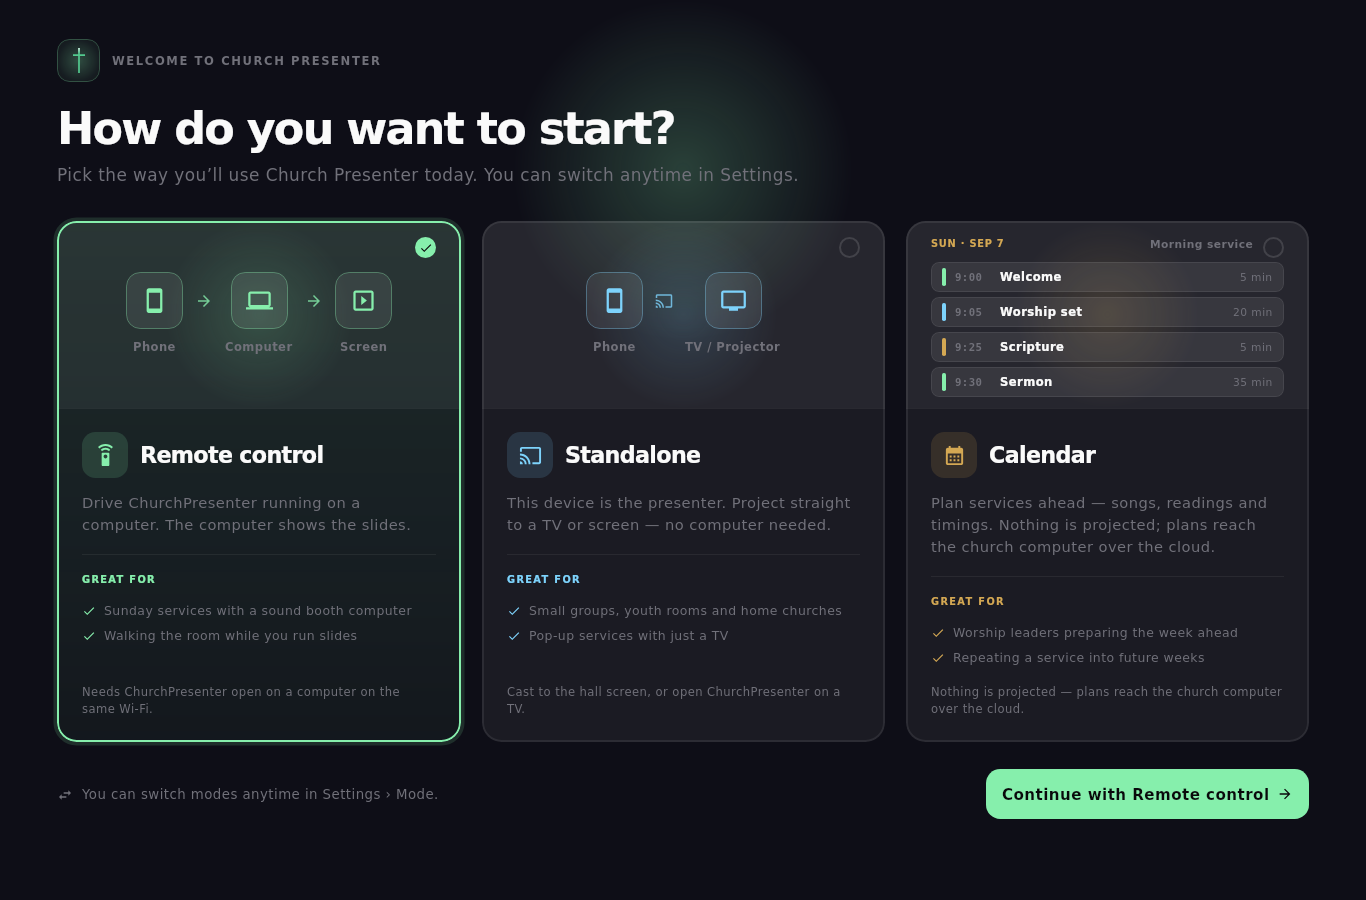 WELCOME TO CHURCH PRESENTER
How do you want to start?
Pick the way you’ll use Church Presenter today. You can switch anytime in Settings.
Phone
Computer
Screen
Remote control
Drive ChurchPresenter running on a
computer. The computer shows the slides.
GREAT FOR
Sunday services with a sound booth computer
Walking the room while you run slides
Needs ChurchPresenter open on a computer on the
same Wi-Fi.
Phone
TV / Projector
Standalone
This device is the presenter. Project straight
to a TV or screen — no computer needed.
GREAT FOR
Small groups, youth rooms and home churches
Pop-up services with just a TV
Cast to the hall screen, or open ChurchPresenter on a
TV.
SUN · SEP 7 Morning service
9:00 Welcome 5 min
9:05 Worship set 20 min
9:25 Scripture 5 min
9:30 Sermon 35 min
Calendar
Plan services ahead — songs, readings and
timings. Nothing is projected; plans reach
the church computer over the cloud.
GREAT FOR
Worship leaders preparing the week ahead
Repeating a service into future weeks
Nothing is projected — plans reach the church computer
over the cloud.
You can switch modes anytime in Settings › Mode.
Continue with Remote control